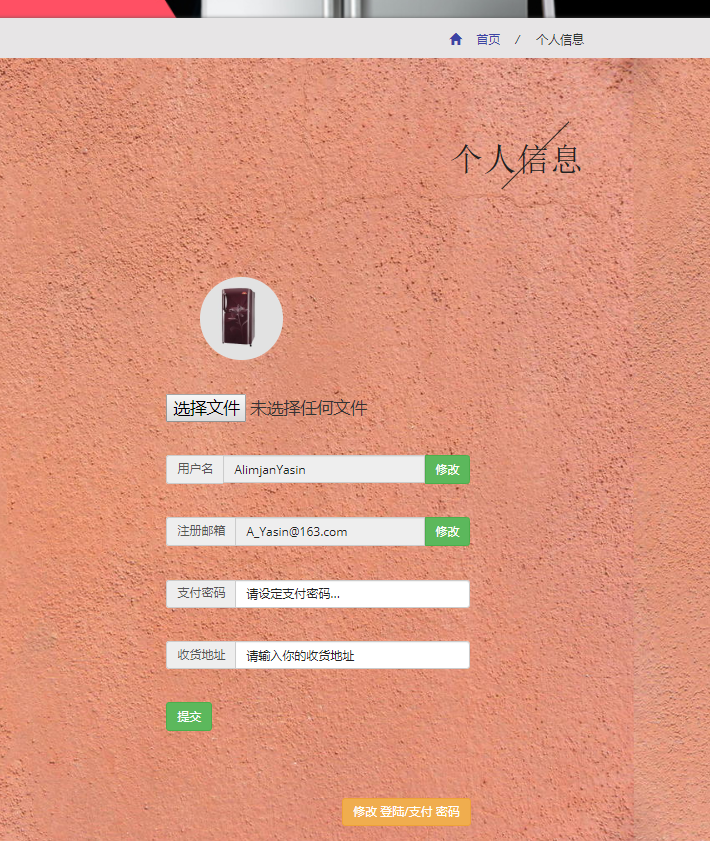 首页 / 个人信息
个人信息
选择文件 未选择任何文件
用户名 AlimjanYasin 修改
注册邮箱 A_Yasin@163.com 修改
支付密码 请设定支付密码...
收货地址 请输入你的收货地址
提交
修改 登陆/支付 密码